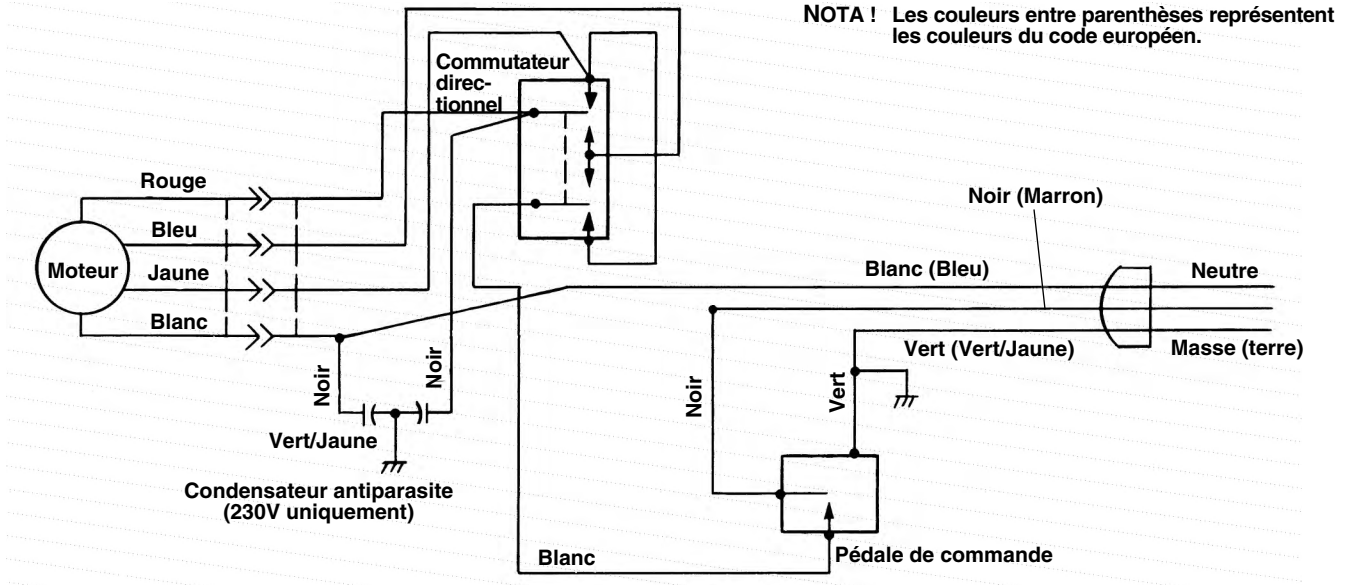 NOTA ! Les couleurs entre parenthèses représentent
les couleurs du code européen.
Commutateur
direc-
tionnel
Rouge
Bleu
Moteur
Jaune
Blanc
Noir
Noir
Vert/Jaune
Condensateur antiparasite
(230V uniquement)
Noir (Marron)
Blanc (Bleu)
Neutre
Vert (Vert/Jaune)
Masse (terre)
Noir
Vert
Blanc
Pédale de commande